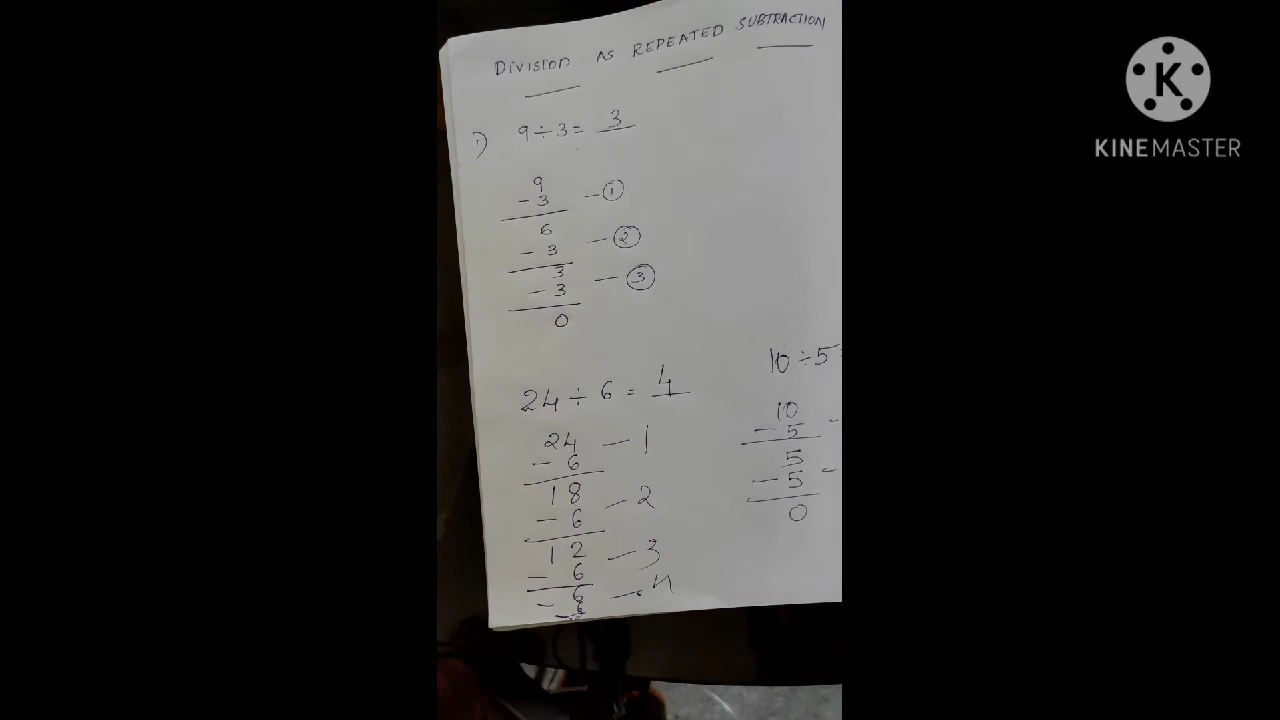 DIVISION AS REPEATED SUBTRACTION
1) 9÷3= 3
9
- 3 - 1
6
- 3 - 2
3
- 3 - 3
0
24 ÷ 6 = 4
24 - 1
- 6
18 - 2
- 6
12 - 3
- 6
6 - 4
- 6
10 ÷5
10
- 5 -
5
- 5 -
0
K
KINEMASTER